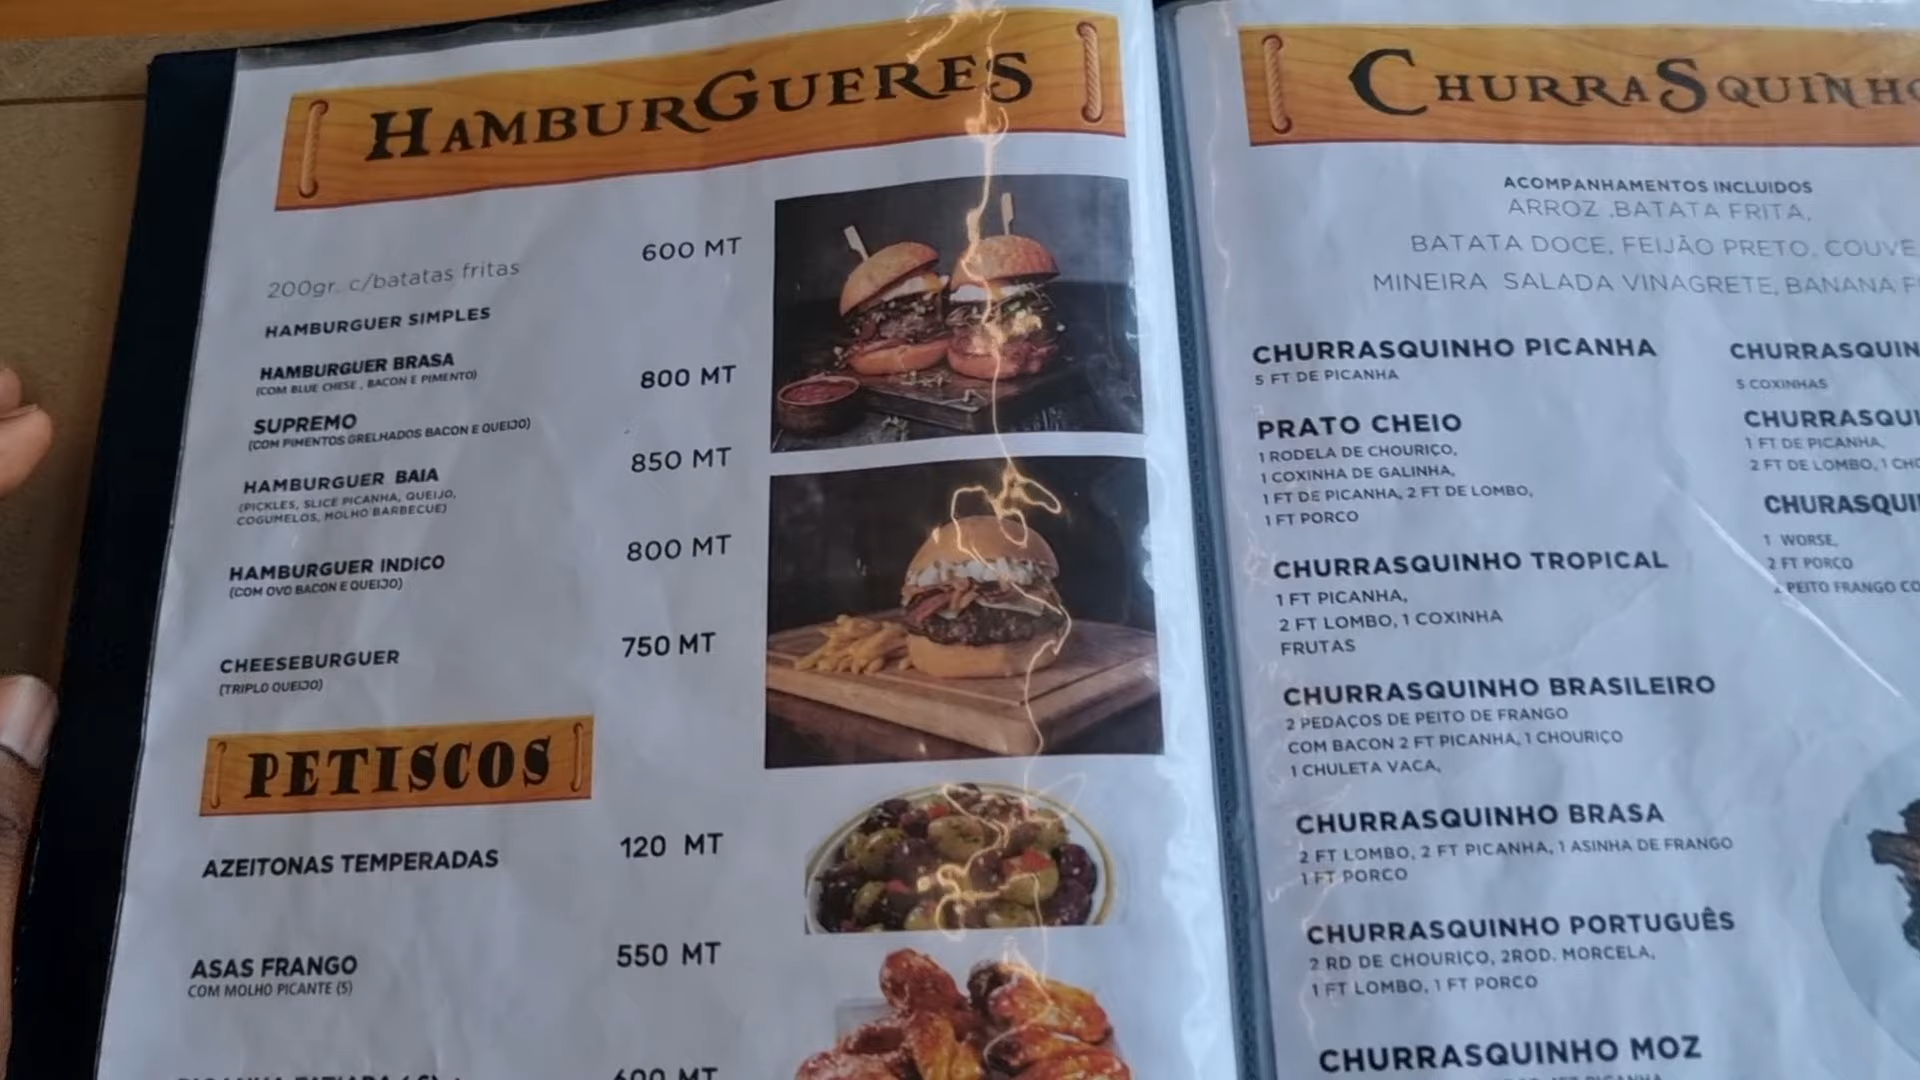 HAMBURGUERES
600 MT
200gr. c/batatas fritas
HAMBURGUER SIMPLES
HAMBURGUER BRASA
800 MT
(COM BLUE CHESE , BACON E PIMENTO)
SUPREMO
(COM PIMENTOS GRELHADOS BACON E QUEIJO)
850 MT
HAMBURGUER BAIA
(PICKLES, SLICE PICANHA, QUEIJO,
COGUMELOS, MOLHO BARBECUE)
800 MT
HAMBURGUER INDICO
(COM OVO BACON E QUEIJO)
750 MT
CHEESEBURGUER
(TRIPLO QUEIJO)
PETISCOS
AZEITONAS TEMPERADAS 120 MT
ASAS FRANGO 550 MT
COM MOLHO PICANTE (5)
600 MT
ACOMPANHAMENTOS INCLUIDOS
ARROZ ,BATATA FRITA,
BATATA DOCE, FEIJÃO PRETO, COUVE
MINEIRA SALADA VINAGRETE, BANANA
CHURRASQUINHO PICANHA
5 FT DE PICANHA
PRATO CHEIO
1 RODELA DE CHOURIÇO,
1 COXINHA DE GALINHA,
1 FT DE PICANHA, 2 FT DE LOMBO,
1 FT PORCO
CHURRASQUINHO TROPICAL
1 FT PICANHA,
2 FT LOMBO, 1 COXINHA
FRUTAS
CHURRASQUINHO BRASILEIRO
2 PEDAÇOS DE PEITO DE FRANGO
COM BACON 2 FT PICANHA, 1 CHOURIÇO
1 CHULETA VACA,
CHURRASQUINHO BRASA
2 FT LOMBO, 2 FT PICANHA, 1 ASINHA DE FRANGO
1 FT PORCO
CHURRASQUINHO PORTUGUÊS
2 RD DE CHOURIÇO, 2ROD. MORCELA,
1 FT LOMBO, 1 FT PORCO
CHURRASQUINHO MOZ
5 COXINHAS
1 FT DE PICANHA,
2 FT DE LOMBO, 1
1 WORSE,
2 FT PORCO
PEITO FRANGO